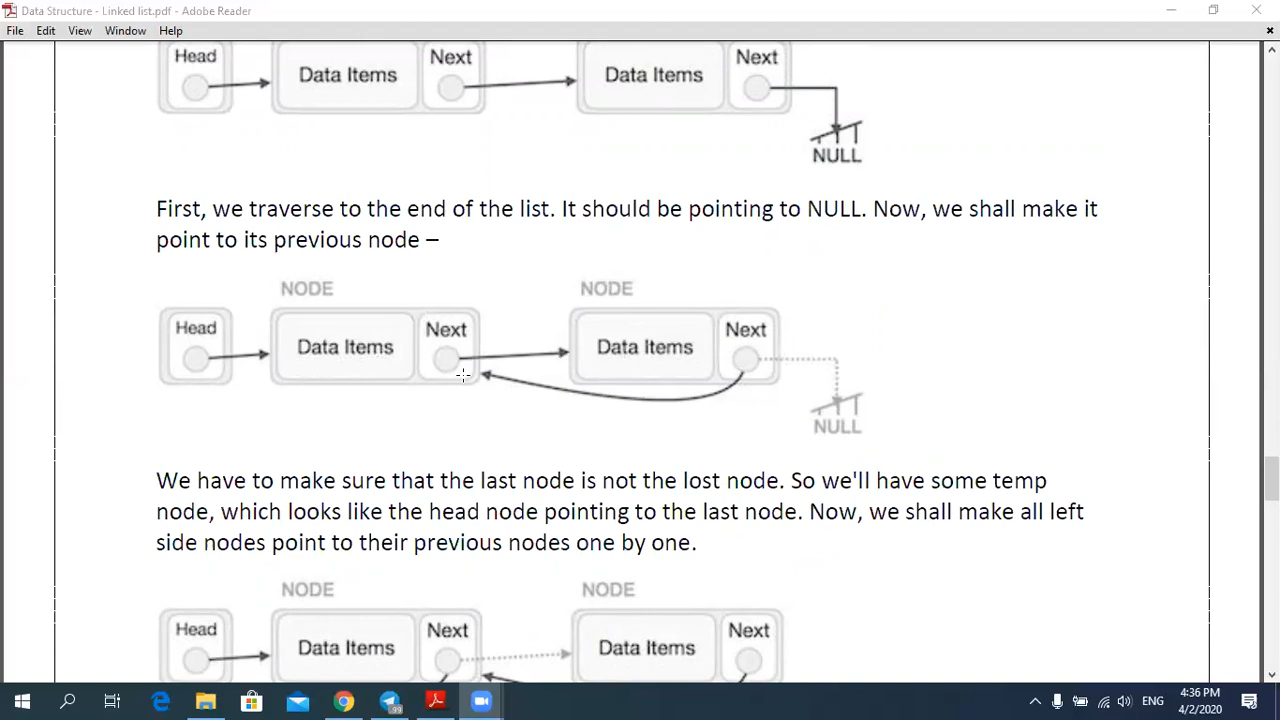 Data Structure - Linked list.pdf - Adobe Reader
File Edit View Window Help
Head Data Items Next Data Items Next
NULL
First, we traverse to the end of the list. It should be pointing to NULL. Now, we shall make it
point to its previous node –
NODE NODE
Head Data Items Next Data Items Next
NULL
We have to make sure that the last node is not the lost node. So we'll have some temp
node, which looks like the head node pointing to the last node. Now, we shall make all left
side nodes point to their previous nodes one by one.
NODE NODE
Head Data Items Next Data Items Next
99 ENG 4:36 PM
4/2/2020